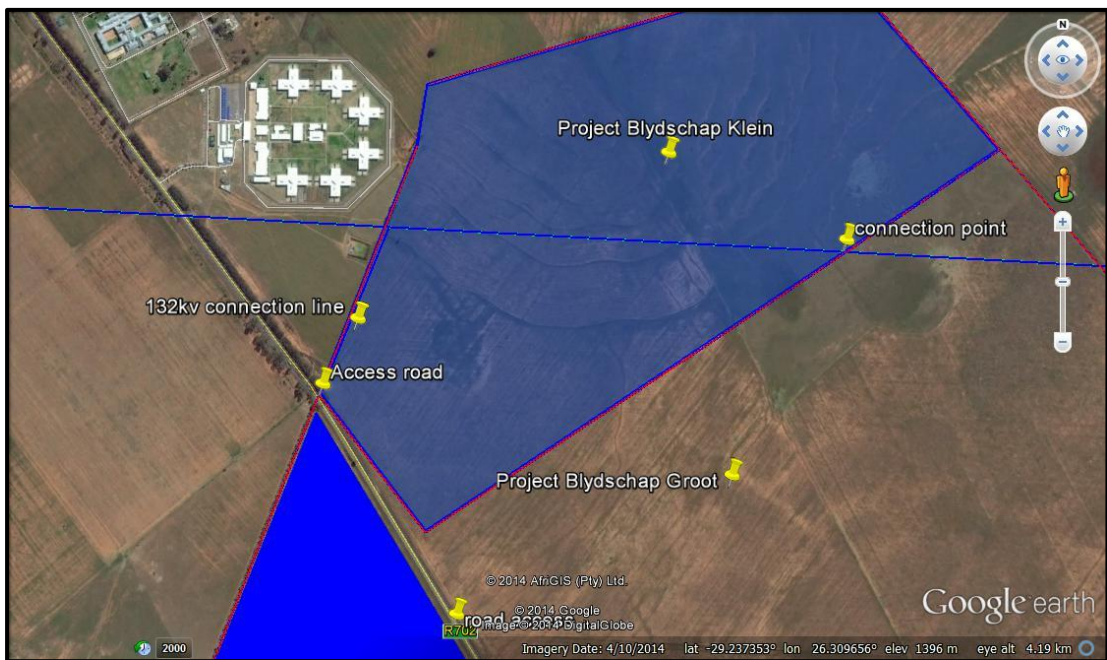 N
Project Blydschap Klein
connection point
132kv connection line
Access road
Project Blydschap Groot
© 2014 AfriGIS (Pty) Ltd.
© 2014 Google
Image © 2014 DigitalGlobe
road access
R702
Google earth
2000
Imagery Date: 4/10/2014 lat -29.237353° lon 26.309656° elev 1396 m eye alt 4.19 km